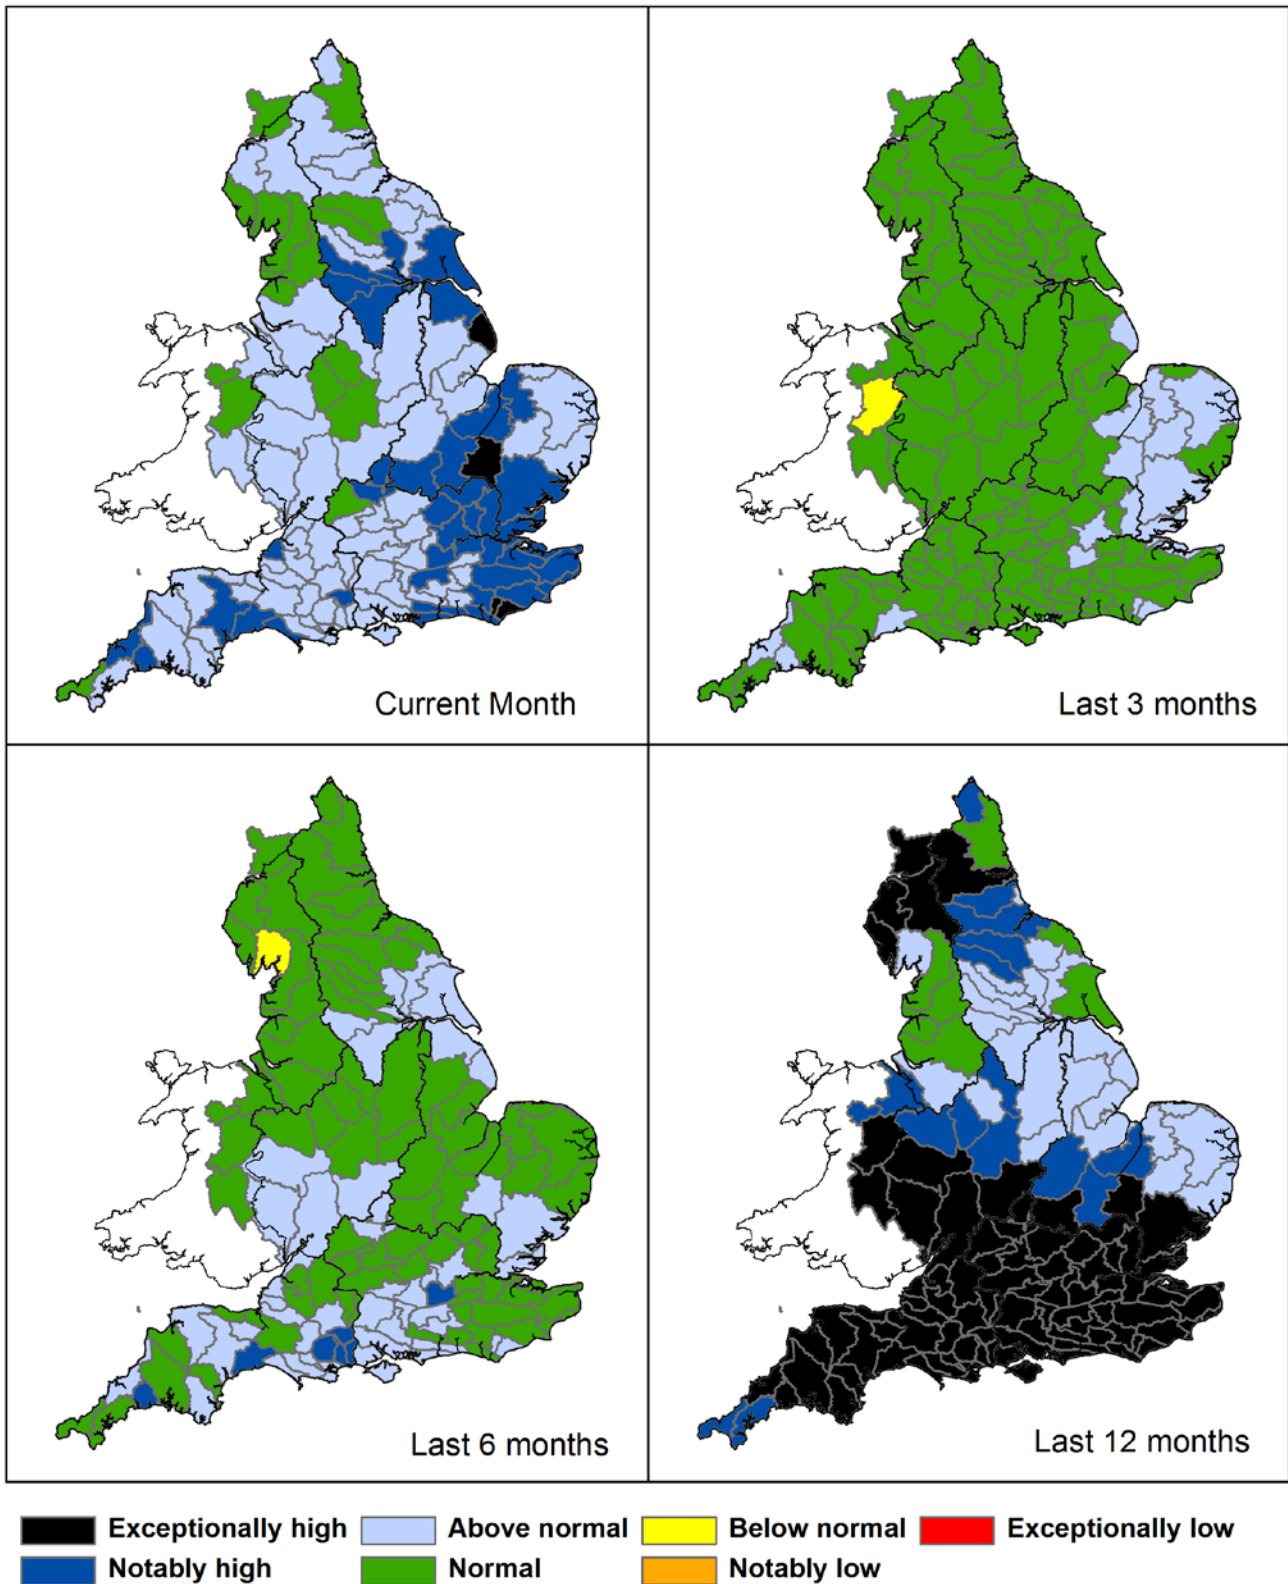 Current Month
Last 3 months
Last 6 months
Last 12 months
Exceptionally high
Above normal
Below normal
Exceptionally low
Notably high
Normal
Notably low